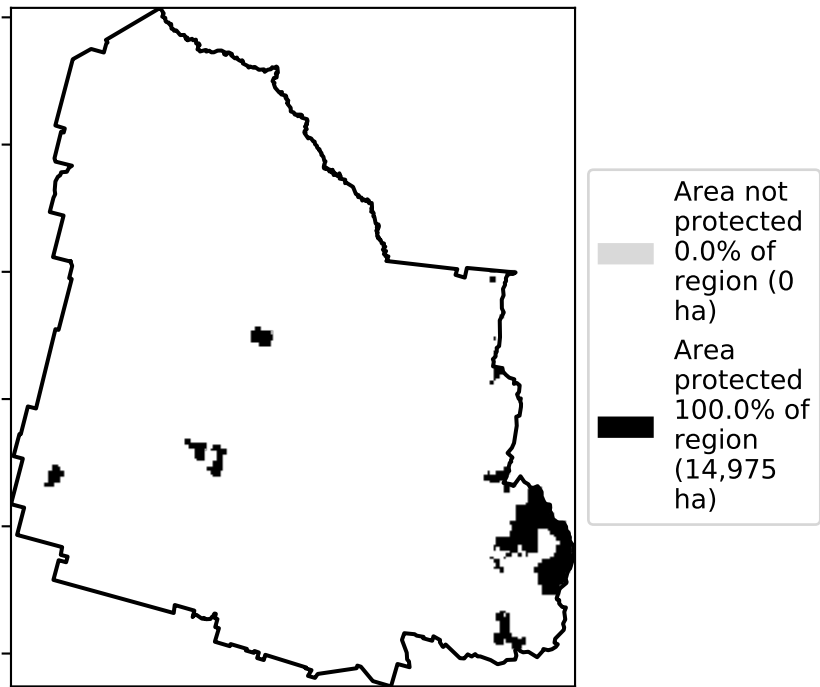 Area not
protected
0.0% of
region (0
ha)
Area
protected
100.0% of
region
(14,975
ha)